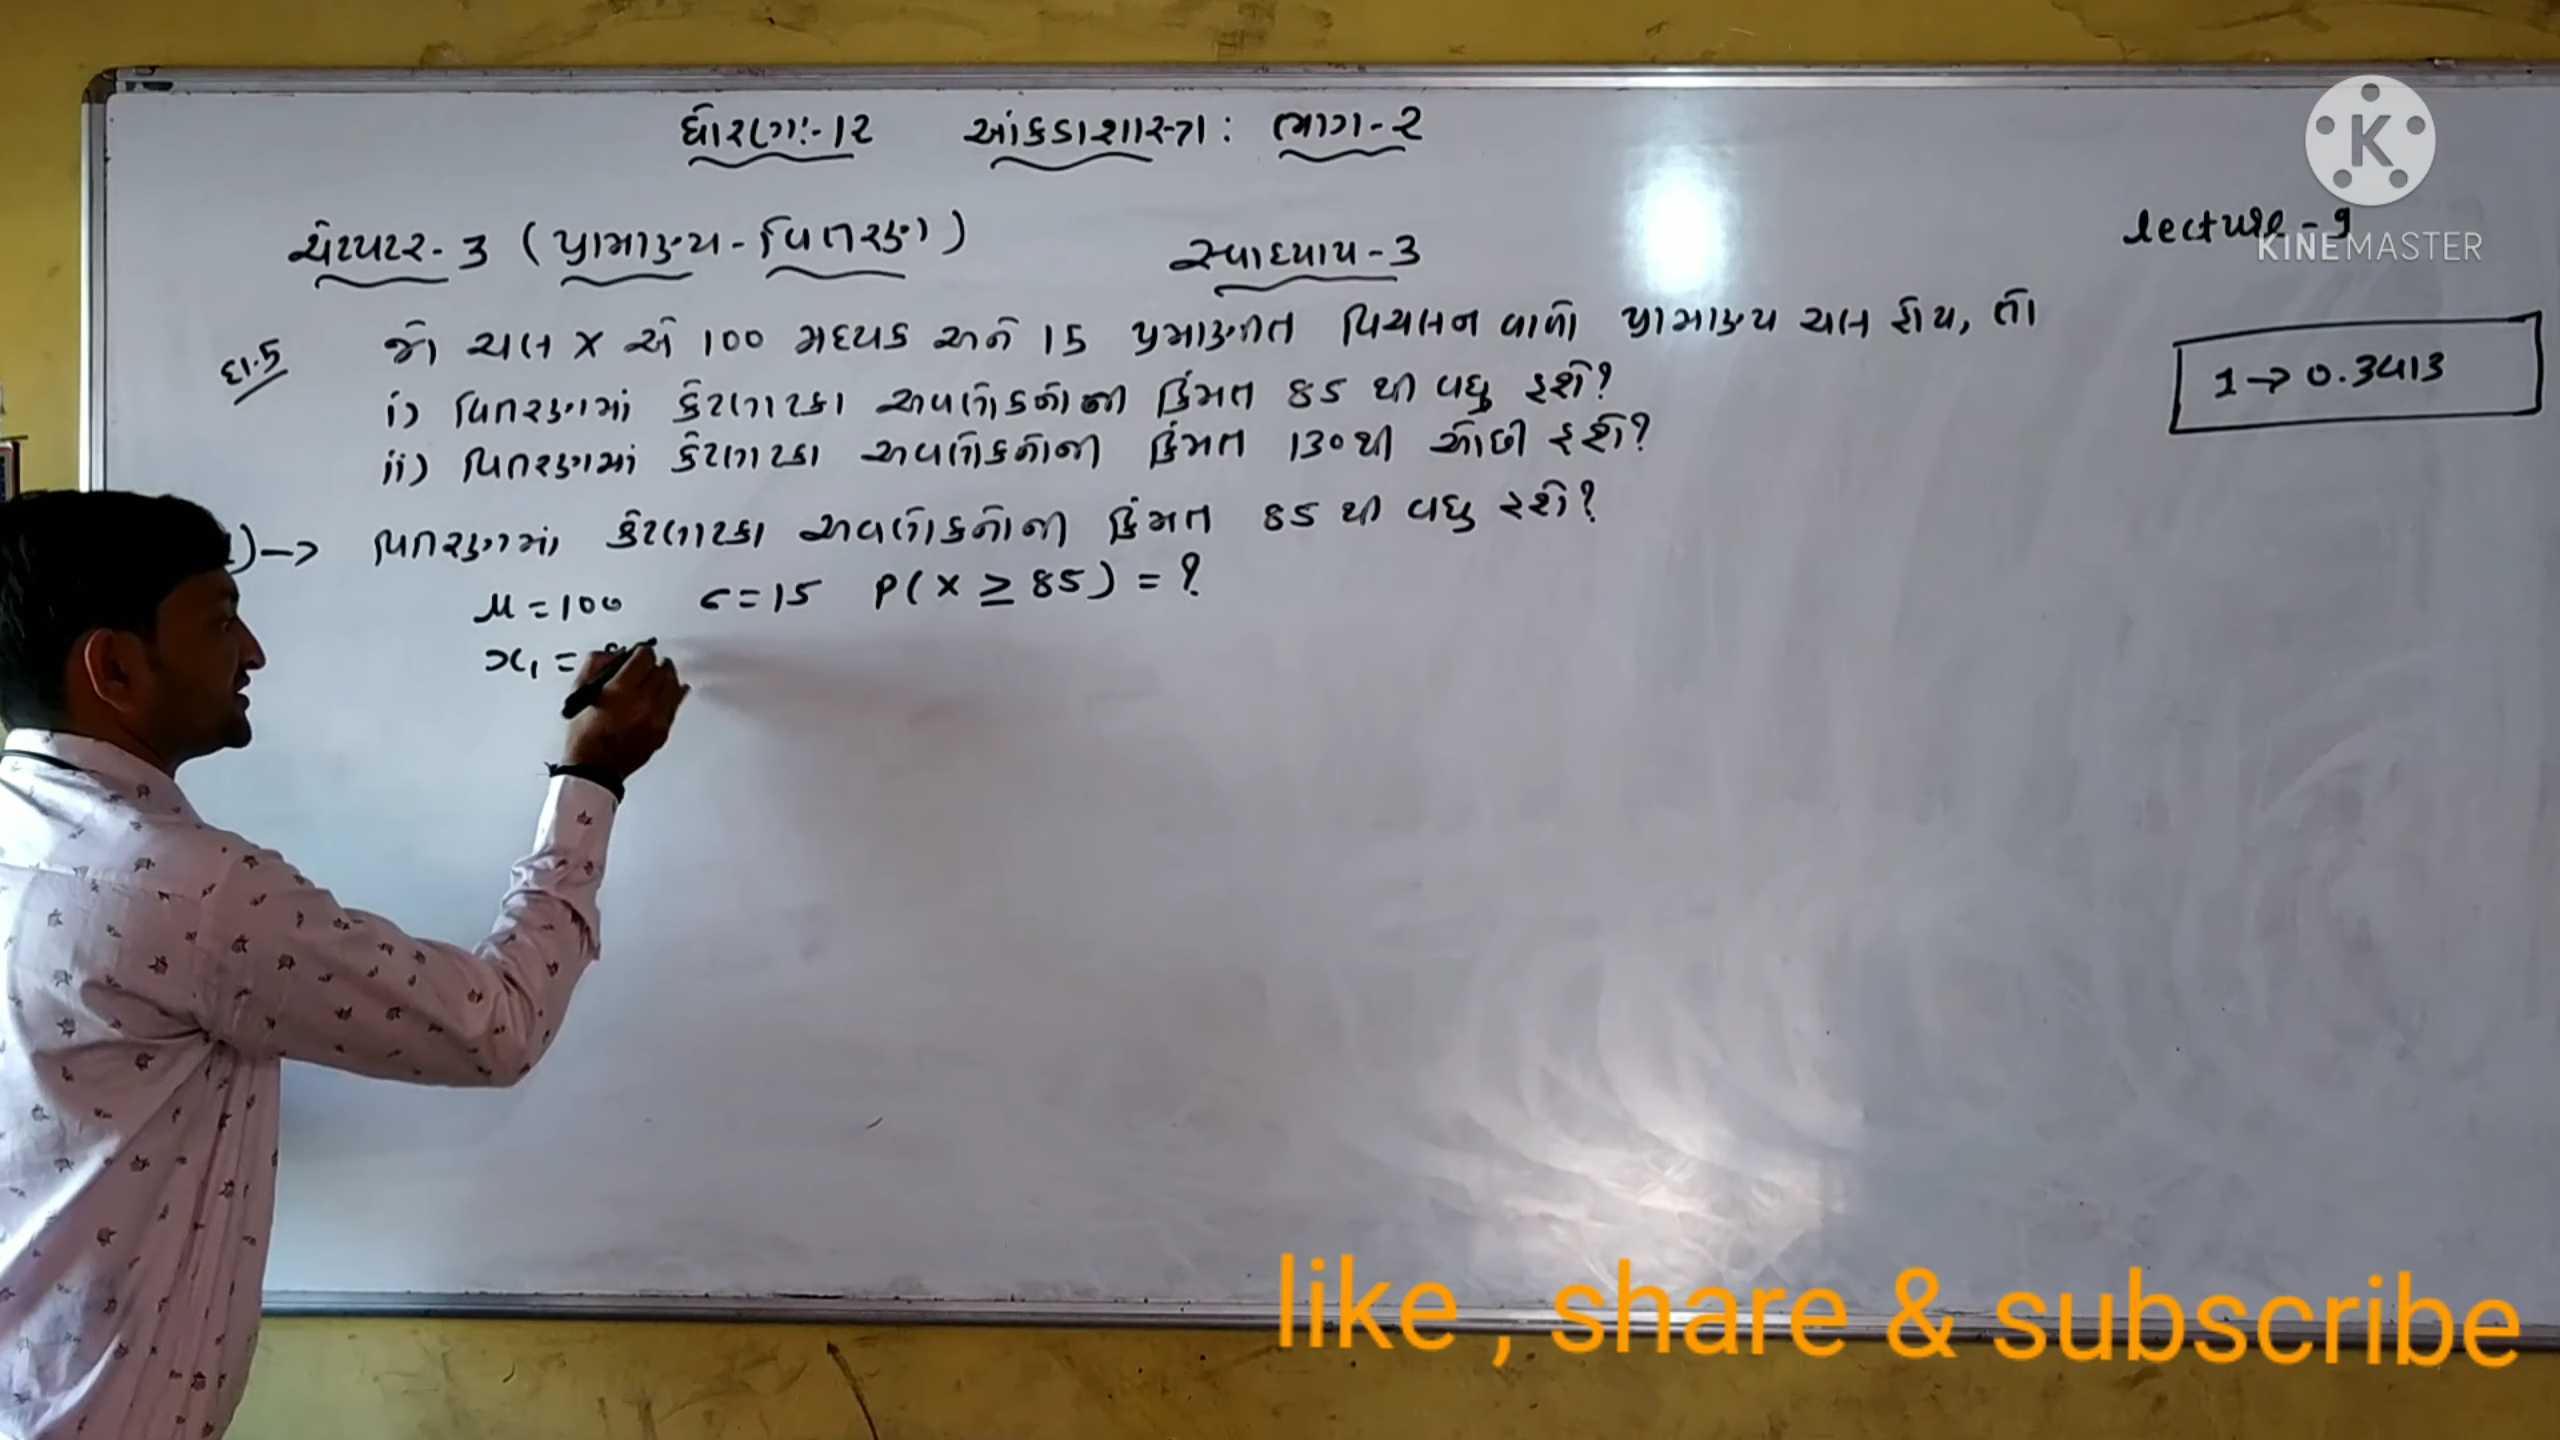 ધોરણ:-12 આંકડાશાસ્ત્ર: ભાગ-2
ચેપ્ટર-3 (પ્રામાણ્ય-વિતરણ) સ્વાધ્યાય-3 lecture-9
KINEMASTER
દા.5 જો ચલ x એ 100 મધ્યક અને 15 પ્રમાણિત વિચલન વાળો પ્રામાણ્ય ચલ હોય, તો
1→0.3413
i) વિતરણમાં કેટલા ટકા અવલોકનોની કિંમત 85 થી વધુ હશે?
ii) વિતરણમાં કેટલા ટકા અવલોકનોની કિંમત 130થી ઓછી હશે?
)→ વિતરણમાં કેટલા ટકા અવલોકનોની કિંમત 85 થી વધુ હશે?
μ=100 σ=15 P(x≥85)=?
x₁=
like , share & subscribe